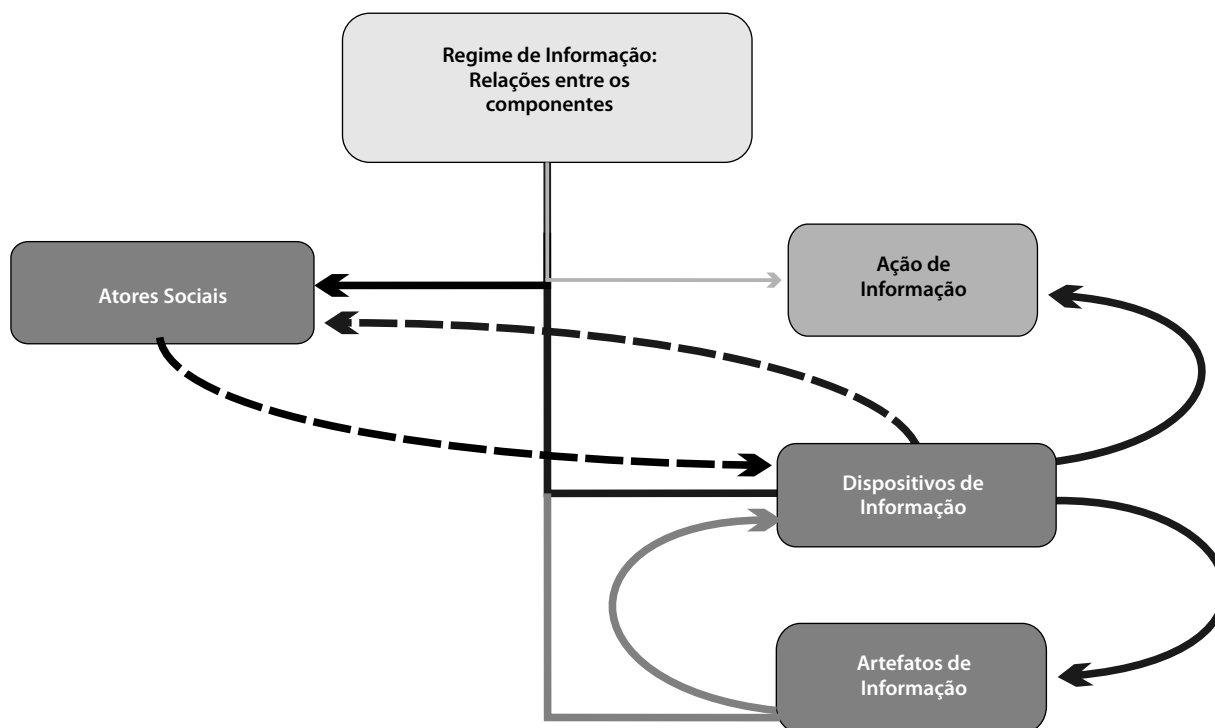 Regime de Informação:
Relações entre os
componentes
Atores Sociais
Ação de
Informação
Dispositivos de
Informação
Artefatos de
Informação